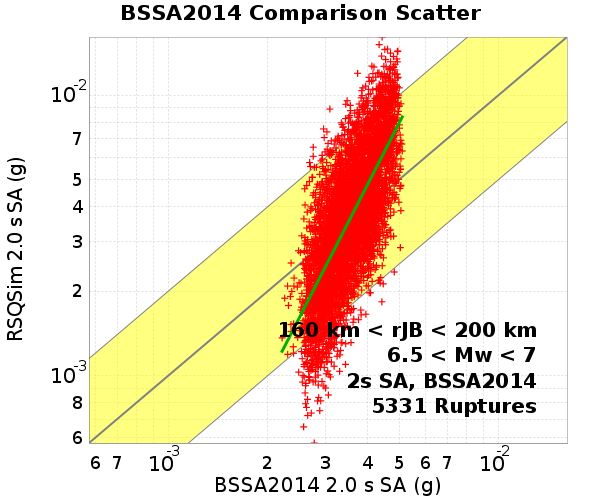 BSSA2014 Comparison Scatter
RSQSim 2.0 s SA (g)
10⁻²
7
5
4
3
2
10⁻³
8
6
160 km < rJB < 200 km
6.5 < Mw < 7
2s SA, BSSA2014
5331 Ruptures
6 7 10⁻³ 2 3 4 5 6 7 10⁻²
BSSA2014 2.0 s SA (g)